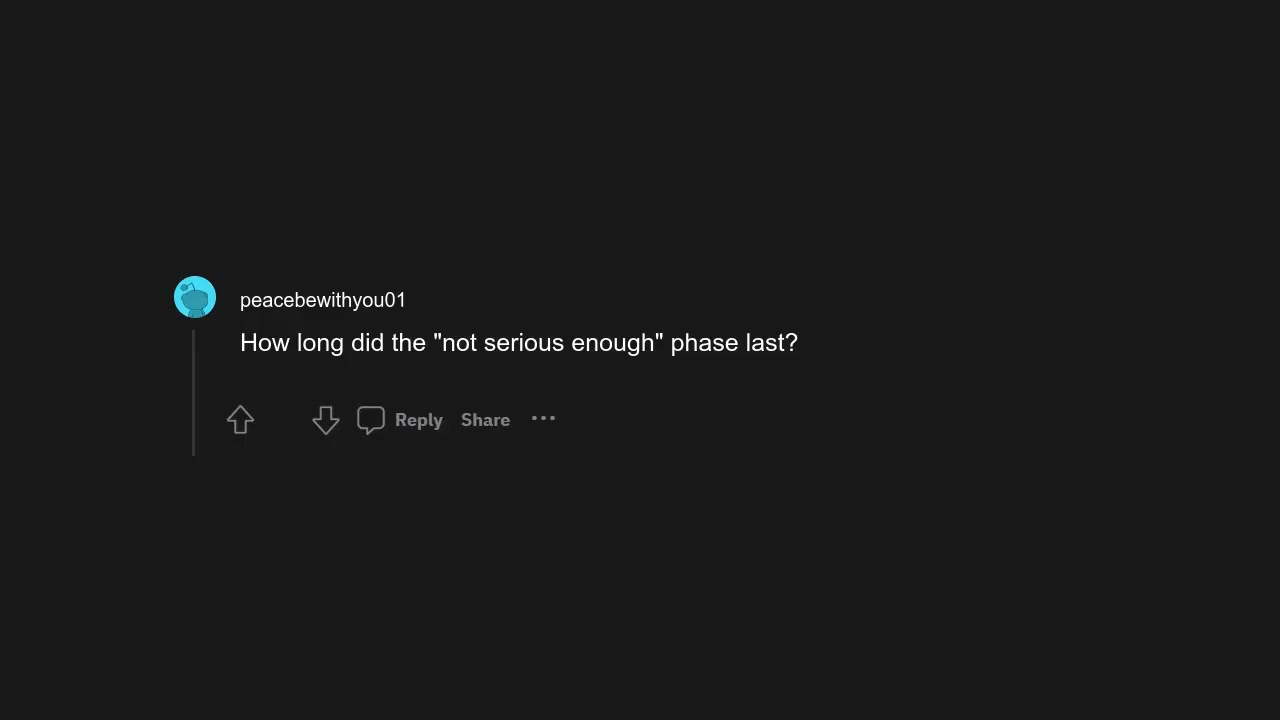 peacebewithyou01
How long did the "not serious enough" phase last?
Reply Share